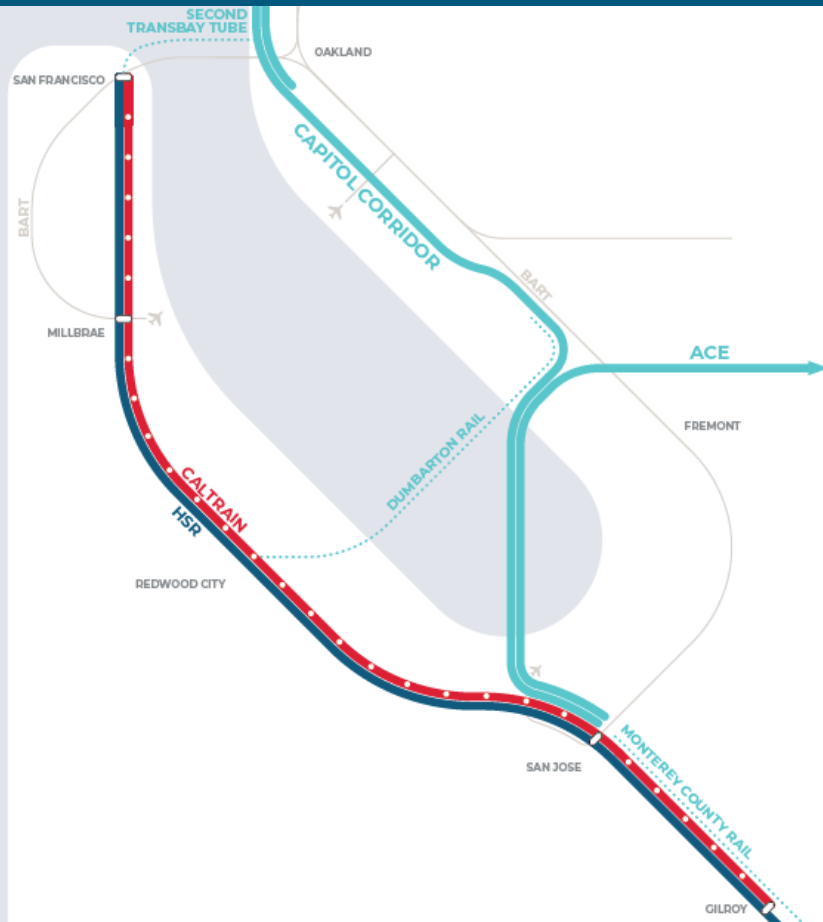 SECOND
TRANSBAY TUBE
OAKLAND
SAN FRANCISCO
CAPITOL CORRIDOR
BART
BART
MILLBRAE
ACE
DUMBARTON RAIL
FREMONT
CALTRAIN
HSR
REDWOOD CITY
SAN JOSE
MONTEREY COUNTY RAIL
GILROY